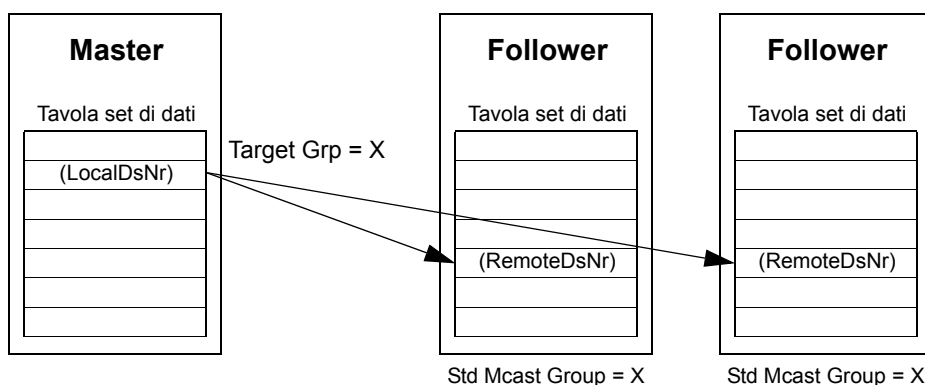 Master
Follower
Follower
Tavola set di dati
Tavola set di dati
Tavola set di dati
Target Grp = X
(LocalDsNr)
(RemoteDsNr)
(RemoteDsNr)
Std Mcast Group = X
Std Mcast Group = X